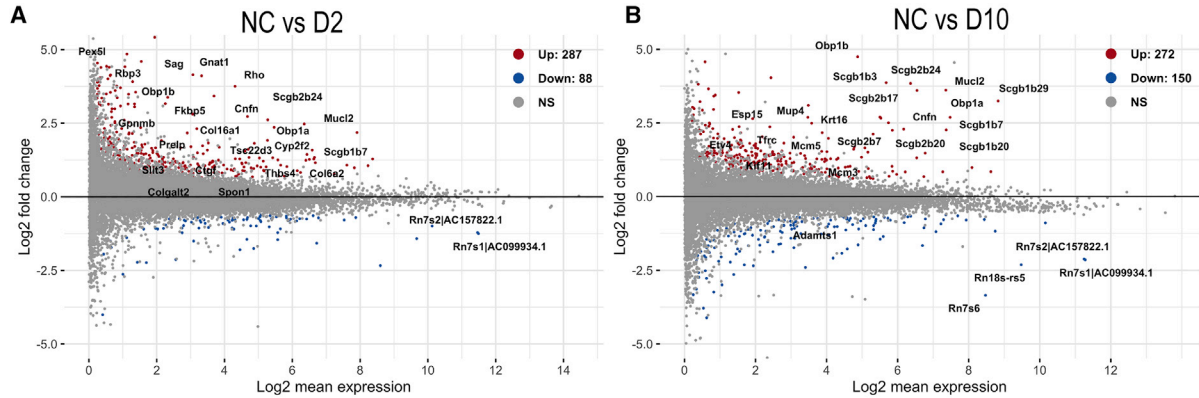 A
NC vs D2
Up: 287
Down: 88
NS
Pex5l
Rbp3
Sag
Gnat1
Rho
Obp1b
Fkbp5
Cnfn
Scgb2b24
Mucl2
Gpnmb
Col16a1
Obp1a
Prelp
Tsc22d3
Cyp2f2
Scgb1b7
Slit3
Ctgf
Thbs4
Col6a2
Colgalt2
Spon1
Rn7s2|AC157822.1
Rn7s1|AC099934.1
5.0
2.5
0.0
-2.5
-5.0
Log2 fold change
0 2 4 6 8 10 12 14
Log2 mean expression
B
NC vs D10
Up: 272
Down: 150
NS
Obp1b
Scgb1b3
Scgb2b24
Mucl2
Scgb1b29
Scgb2b17
Obp1a
Esp15
Mup4
Krt16
Cnfn
Scgb1b7
Etv4
Tfrc
Mcm5
Scgb2b7
Scgb2b20
Scgb1b20
Klf11
Mcm3
Adamts1
Rn7s2|AC157822.1
Rn18s-rs5
Rn7s1|AC099934.1
Rn7s6
5.0
2.5
0.0
-2.5
-5.0
Log2 fold change
0 2 4 6 8 10 12 14
Log2 mean expression